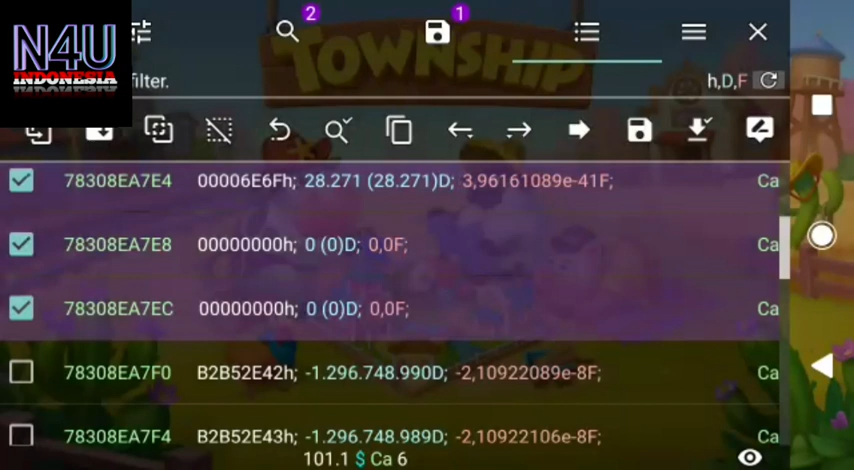 N4U
INDONESIA
2
1
TOWNSHIP
filter.
h,D,F
78308EA7E4 00006E6Fh; 28.271 (28.271)D; 3,96161089e-41F; Ca
78308EA7E8 00000000h; 0 (0)D; 0,0F; Ca
78308EA7EC 00000000h; 0 (0)D; 0,0F; Ca
78308EA7F0 B2B52E42h; -1.296.748.990D; -2,10922089e-8F; Ca
78308EA7F4 B2B52E43h; -1.296.748.989D; -2,10922106e-8F; Ca
101.1 $ Ca 6